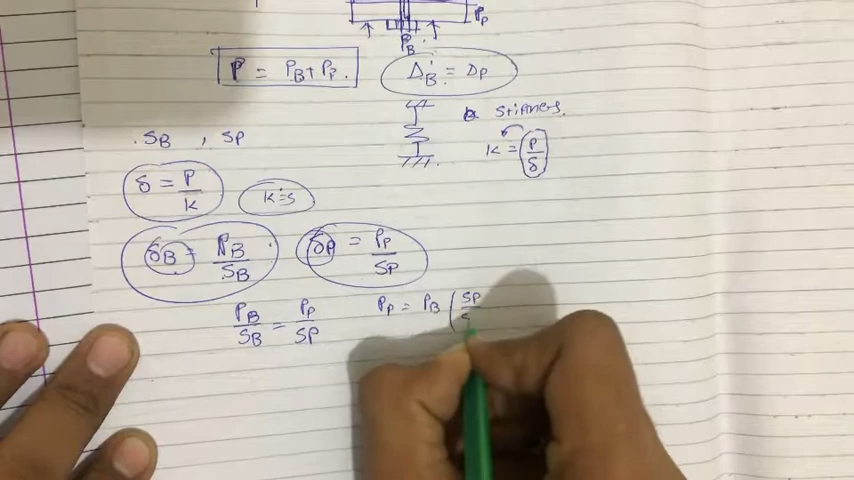 Pp
PB
P = PB + Pp.
ΔB = Δp
Stiffness.
K = P/δ
SB , Sp
δ = P/K
K = S
δB = PB/SB
δp = Pp/Sp
PB/SB = Pp/Sp
Pp = PB ( Sp/S